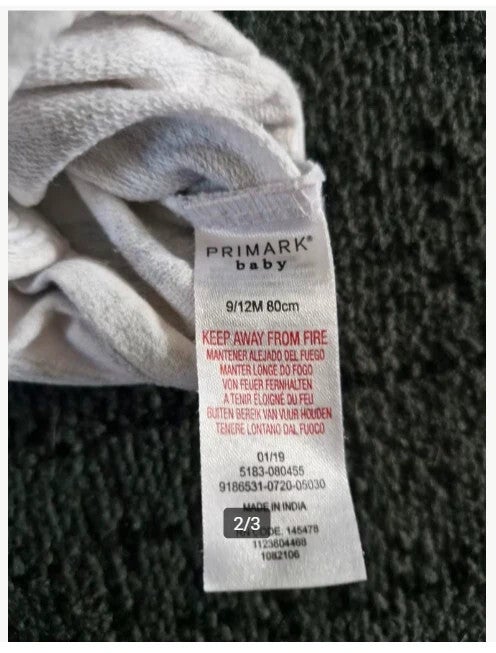 PRIMARK®
baby
9/12M 80cm
KEEP AWAY FROM FIRE
MANTENER ALEJADO DEL FUEGO
MANTER LONGE DO FOGO
VON FEUER FERNHALTEN
A TENIR ÉLOIGNÉ DU FEU
BUITEN BEREIK VAN VUUR HOUDEN
TENERE LONTANO DAL FUOCO
01/19
5183-080455
9186531-0720-05030
MADE IN INDIA
2/3
CODE. 145478
1123604468
1082106